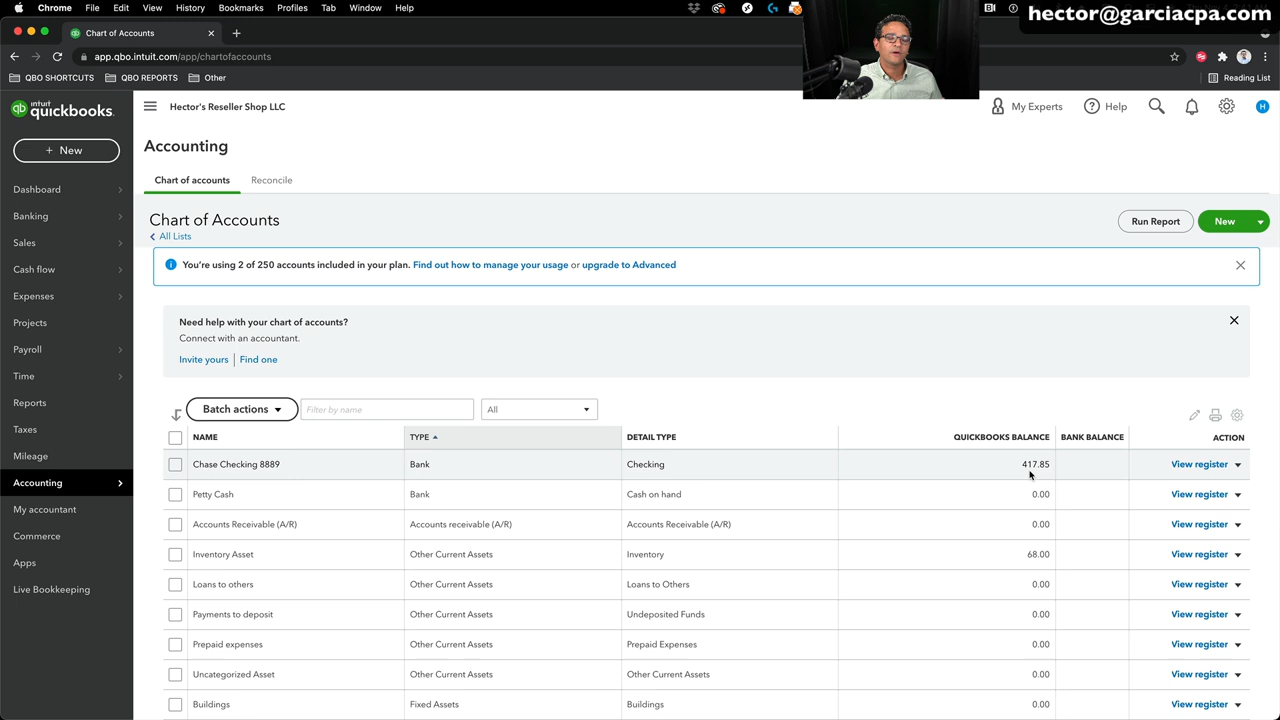 Chrome File Edit View History Bookmarks Profiles Tab Window Help
hector@garciacpa.com
Chart of Accounts
app.qbo.intuit.com/app/chartofaccounts
QBO SHORTCUTS QBO REPORTS Other Reading List
intuit quickbooks. Hector's Reseller Shop LLC My Experts Help H
+ New
Accounting
Chart of accounts Reconcile
Dashboard
Banking
Sales
Cash flow
Expenses
Projects
Payroll
Time
Reports
Taxes
Mileage
Accounting
My accountant
Commerce
Apps
Live Bookkeeping
Chart of Accounts
All Lists
Run Report New
You're using 2 of 250 accounts included in your plan. Find out how to manage your usage or upgrade to Advanced
Need help with your chart of accounts?
Connect with an accountant.
Invite yours Find one
Batch actions Filter by name All
NAME TYPE DETAIL TYPE QUICKBOOKS BALANCE BANK BALANCE ACTION
Chase Checking 8889 Bank Checking 417.85 View register
Petty Cash Bank Cash on hand 0.00 View register
Accounts Receivable (A/R) Accounts receivable (A/R) Accounts Receivable (A/R) 0.00 View register
Inventory Asset Other Current Assets Inventory 68.00 View register
Loans to others Other Current Assets Loans to Others 0.00 View register
Payments to deposit Other Current Assets Undeposited Funds 0.00 View register
Prepaid expenses Other Current Assets Prepaid Expenses 0.00 View register
Uncategorized Asset Other Current Assets Other Current Assets 0.00 View register
Buildings Fixed Assets Buildings 0.00 View register